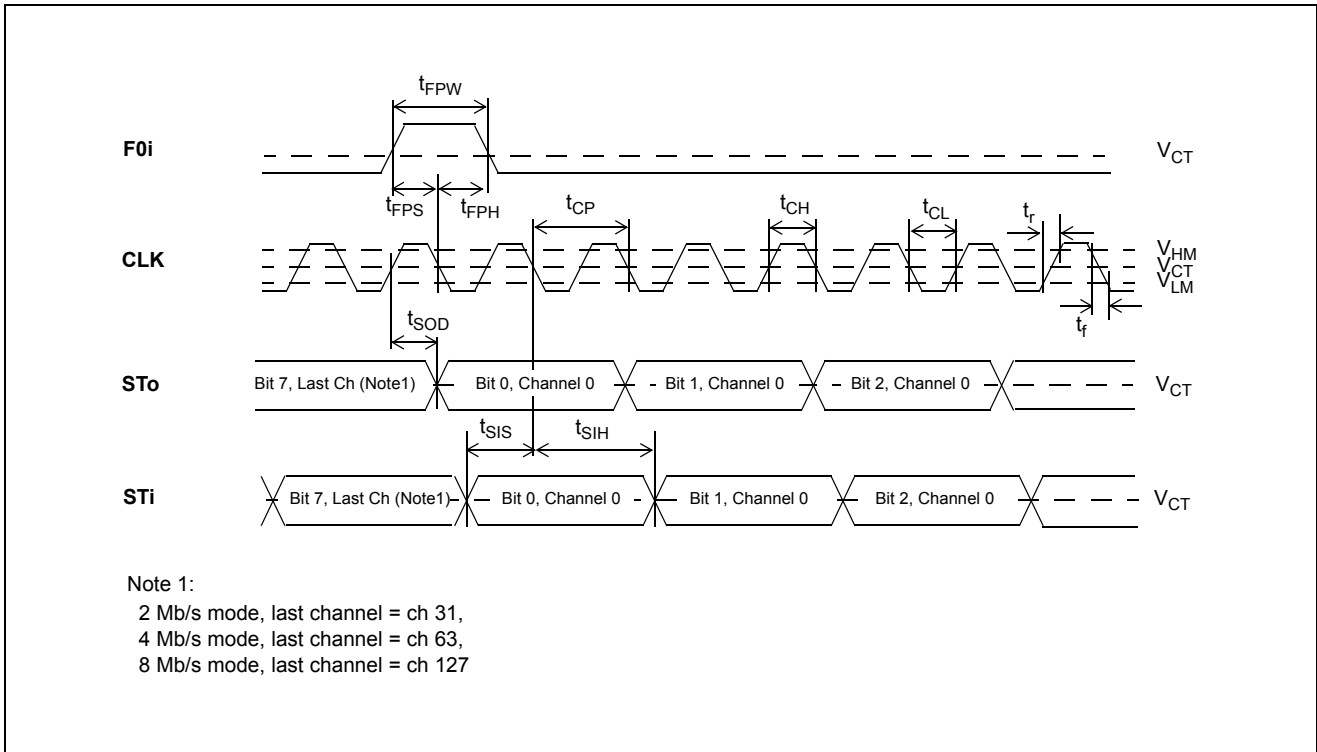 tFPW
F0i
VCT
tFPS
tFPH
tCP
tCH
tCL
tr
CLK
VHM
VCT
VLM
tf
tSOD
STo
Bit 7, Last Ch (Note1)
Bit 0, Channel 0
Bit 1, Channel 0
Bit 2, Channel 0
VCT
tSIS
tSIH
STi
Bit 7, Last Ch (Note1)
Bit 0, Channel 0
Bit 1, Channel 0
Bit 2, Channel 0
VCT
Note 1:
2 Mb/s mode, last channel = ch 31,
4 Mb/s mode, last channel = ch 63,
8 Mb/s mode, last channel = ch 127